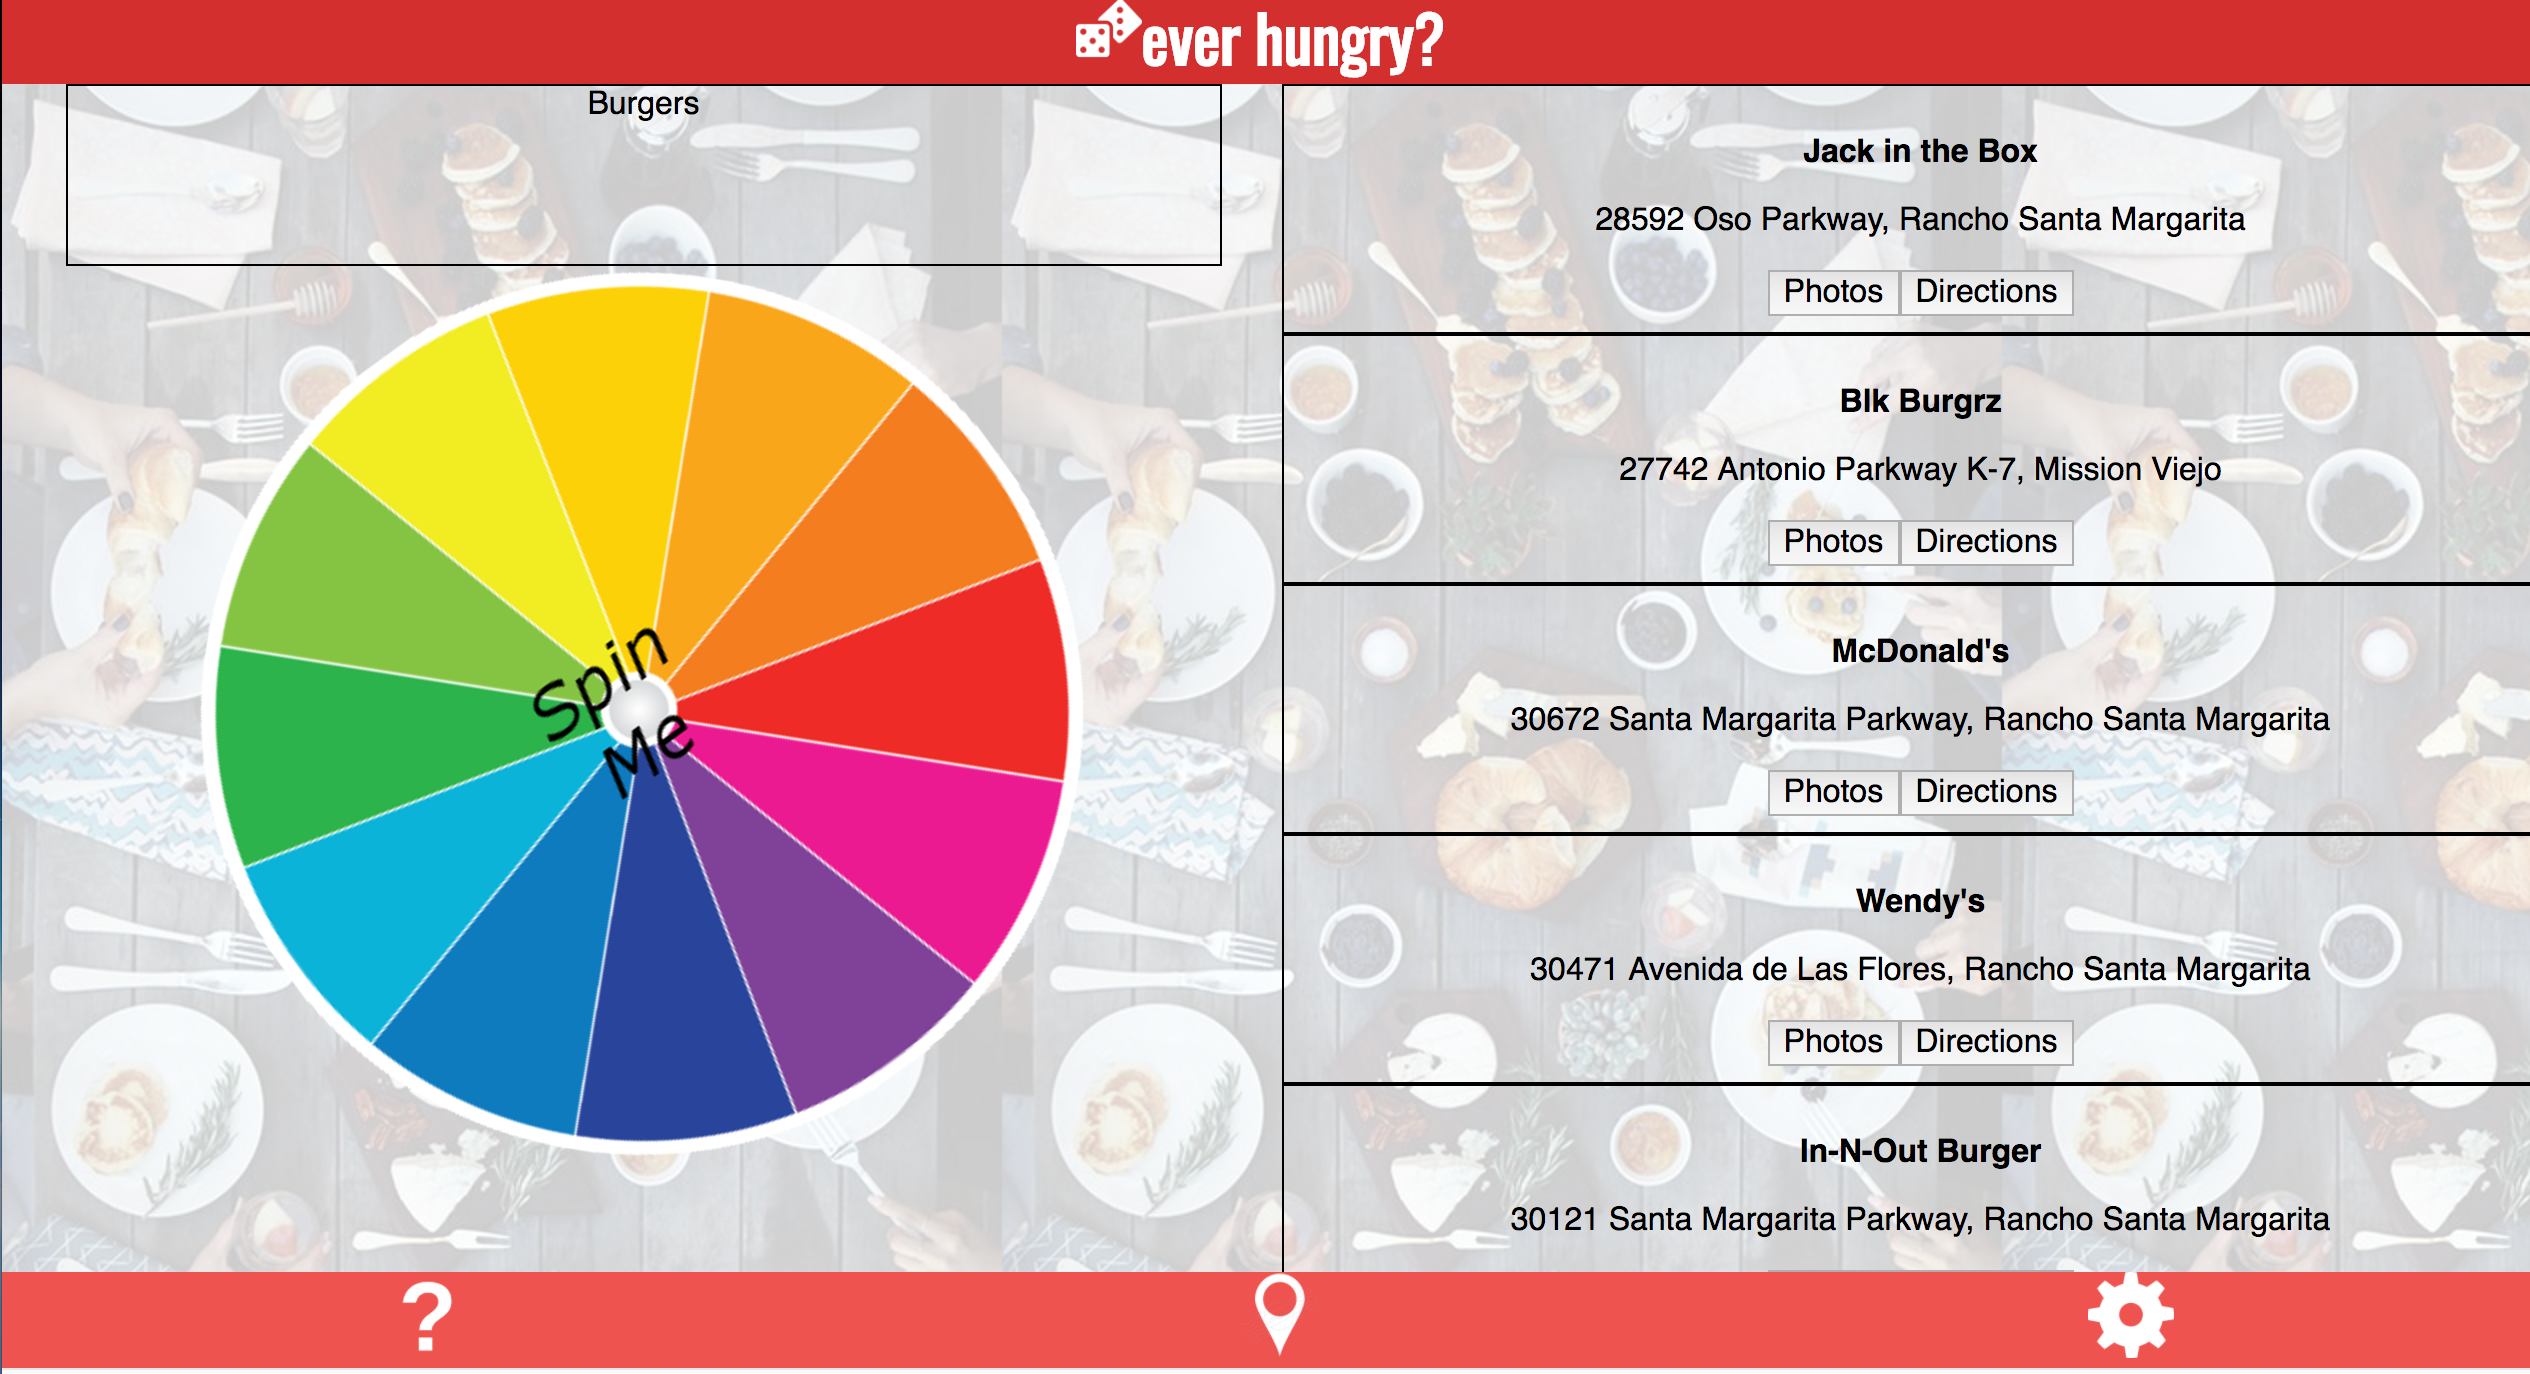 ever hungry?
Burgers
Spin
Me
Jack in the Box
28592 Oso Parkway, Rancho Santa Margarita
Photos Directions
Blk Burgrz
27742 Antonio Parkway K-7, Mission Viejo
Photos Directions
McDonald's
30672 Santa Margarita Parkway, Rancho Santa Margarita
Photos Directions
Wendy's
30471 Avenida de Las Flores, Rancho Santa Margarita
Photos Directions
In-N-Out Burger
30121 Santa Margarita Parkway, Rancho Santa Margarita
?